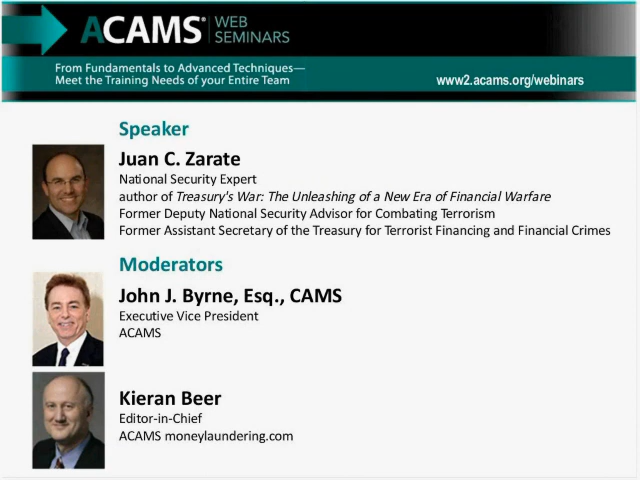 ACAMS® WEB
SEMINARS
From Fundamentals to Advanced Techniques—
Meet the Training Needs of your Entire Team
www2.acams.org/webinars
Speaker
Juan C. Zarate
National Security Expert
author of Treasury's War: The Unleashing of a New Era of Financial Warfare
Former Deputy National Security Advisor for Combating Terrorism
Former Assistant Secretary of the Treasury for Terrorist Financing and Financial Crimes
Moderators
John J. Byrne, Esq., CAMS
Executive Vice President
ACAMS
Kieran Beer
Editor-in-Chief
ACAMS moneylaundering.com